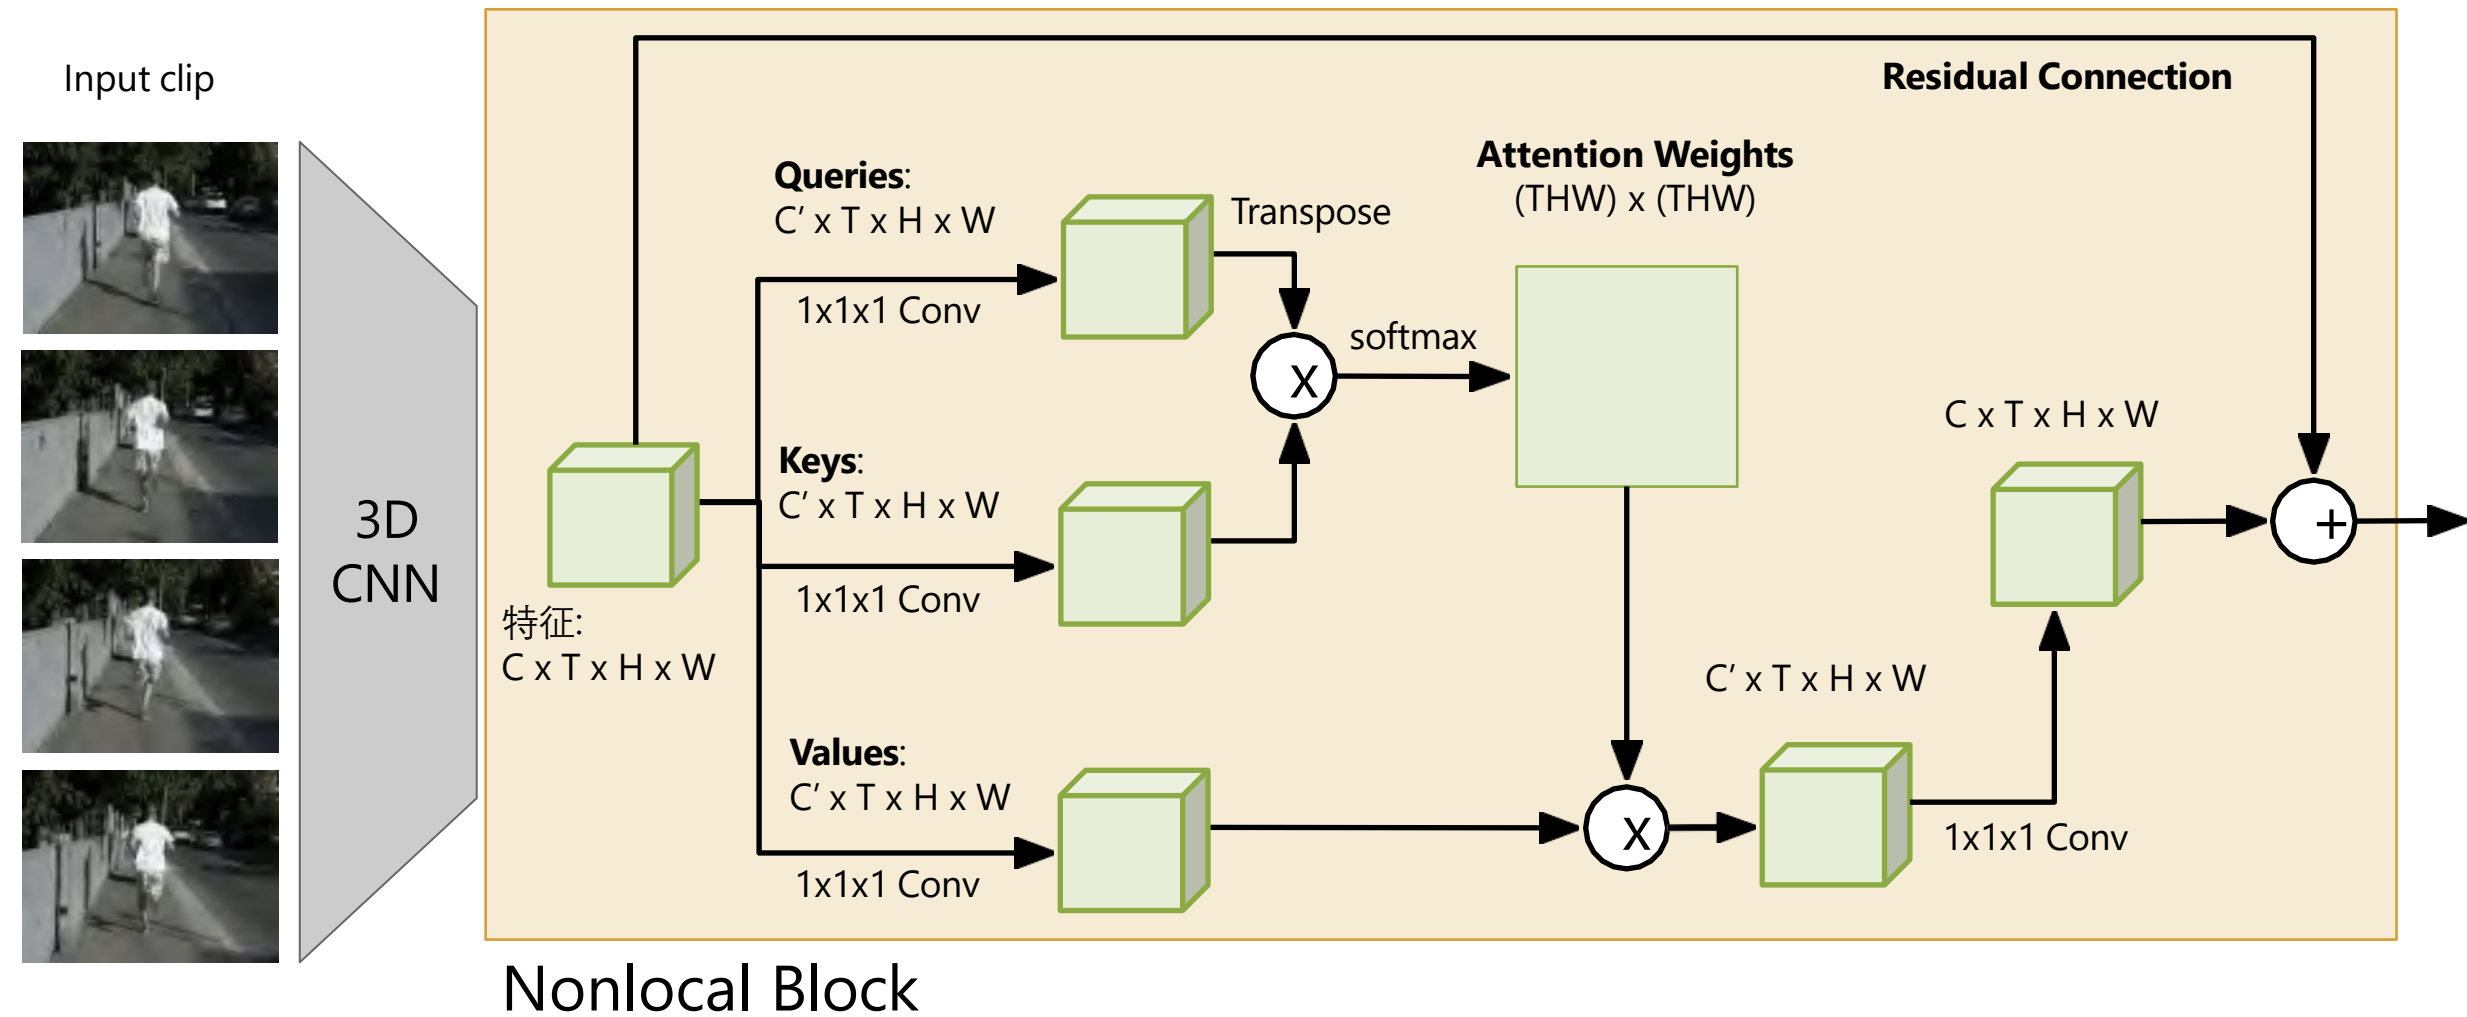 Input clip
3D
CNN
Residual Connection
Queries:
C’ x T x H x W
1x1x1 Conv
Transpose
Attention Weights
(THW) x (THW)
x
softmax
Keys:
C’ x T x H x W
1x1x1 Conv
特征:
C x T x H x W
Values:
C’ x T x H x W
1x1x1 Conv
x
C’ x T x H x W
1x1x1 Conv
C x T x H x W
+
Nonlocal Block